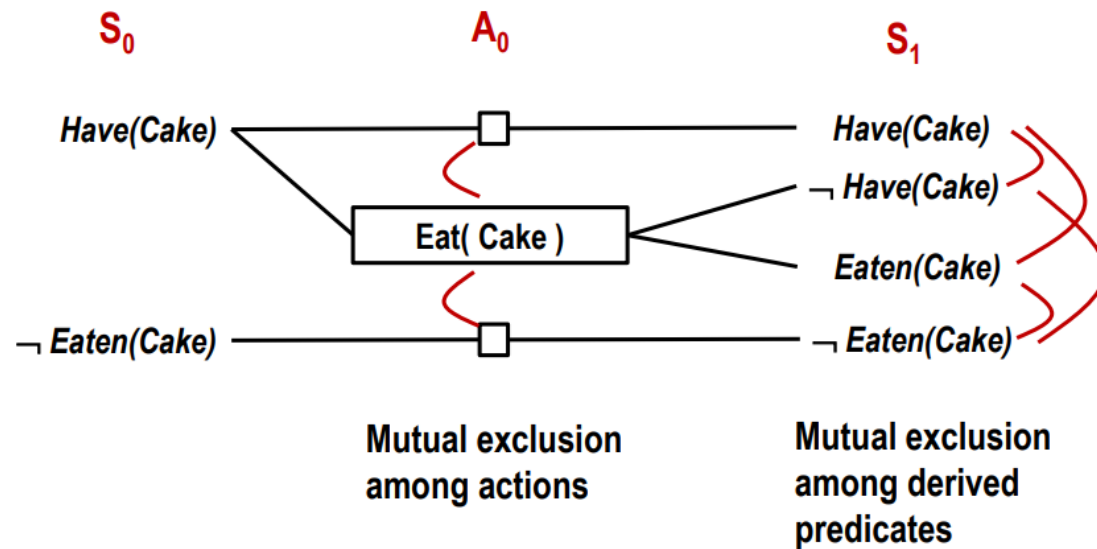 S₀ A₀ S₁
Have(Cake) Have(Cake)
¬ Have(Cake)
Eat( Cake )
Eaten(Cake)
¬ Eaten(Cake) ¬ Eaten(Cake)
Mutual exclusion
among actions
Mutual exclusion
among derived
predicates